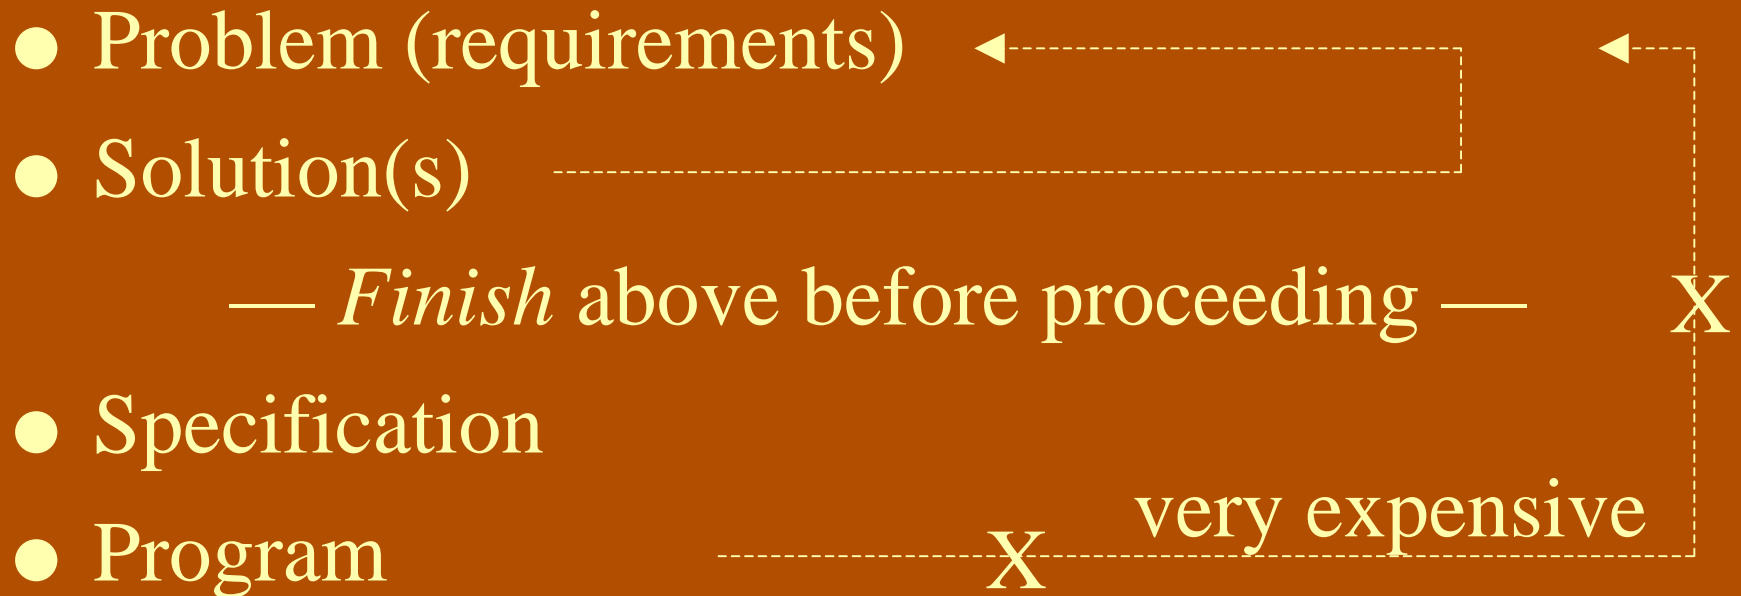 ● Problem (requirements)
● Solution(s)
— Finish above before proceeding — X
● Specification
very expensive
● Program X